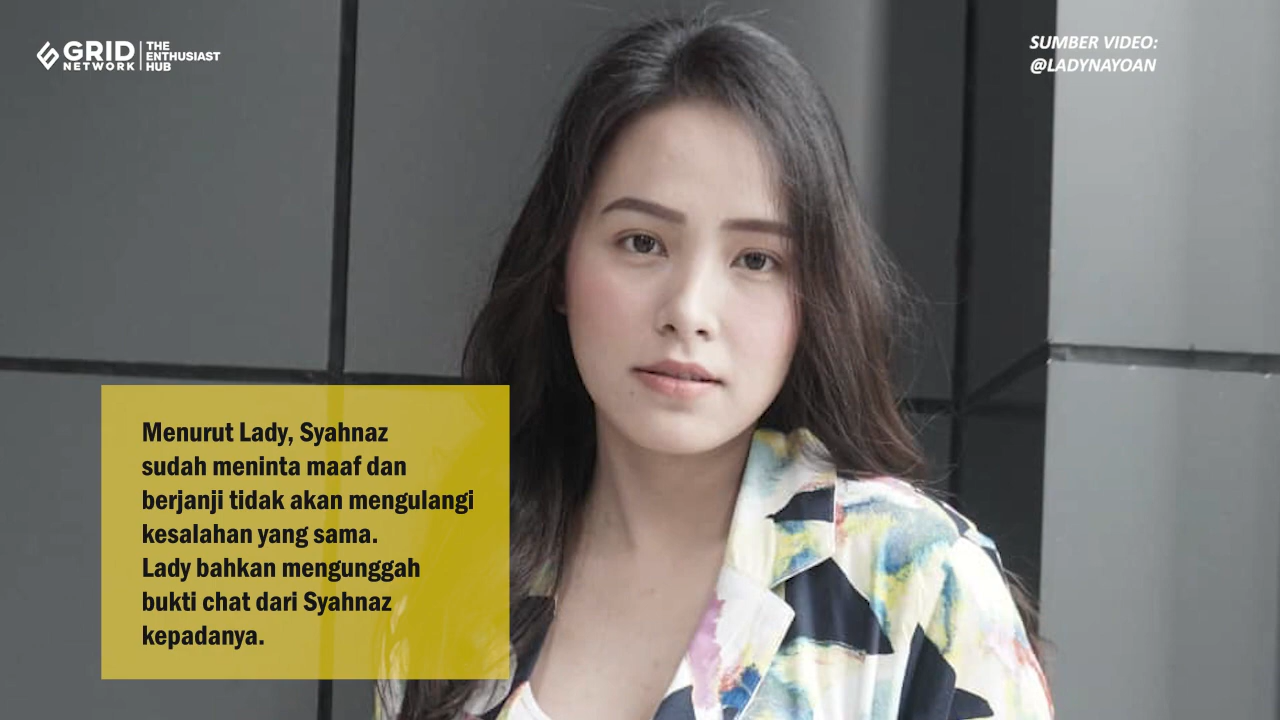 GRID
NETWORK
THE
ENTHUSIAST
HUB
SUMBER VIDEO:
@LADYNAYOAN
Menurut Lady, Syahnaz
sudah meminta maaf dan
berjanji tidak akan mengulangi
kesalahan yang sama.
Lady bahkan mengunggah
bukti chat dari Syahnaz
kepadanya.